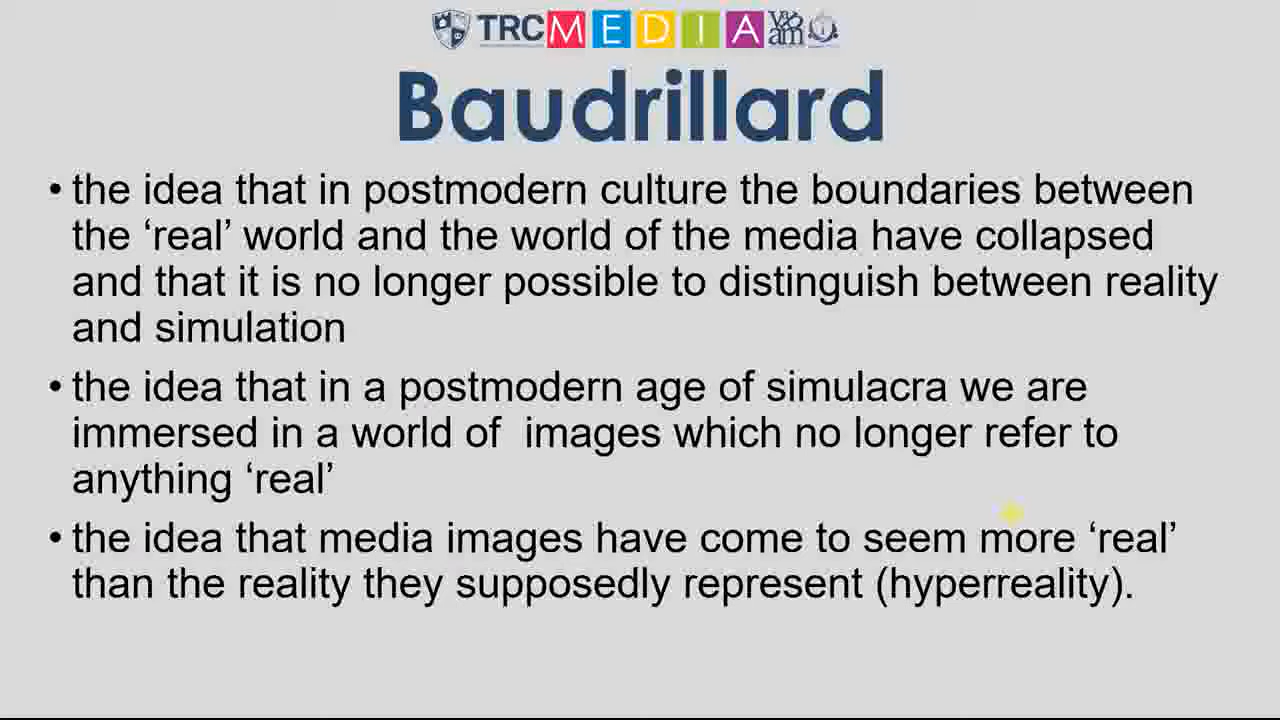 TRCMEDIA
Baudrillard
• the idea that in postmodern culture the boundaries between
the ‘real’ world and the world of the media have collapsed
and that it is no longer possible to distinguish between reality
and simulation
• the idea that in a postmodern age of simulacra we are
immersed in a world of  images which no longer refer to
anything ‘real’
• the idea that media images have come to seem more ‘real’
than the reality they supposedly represent (hyperreality).